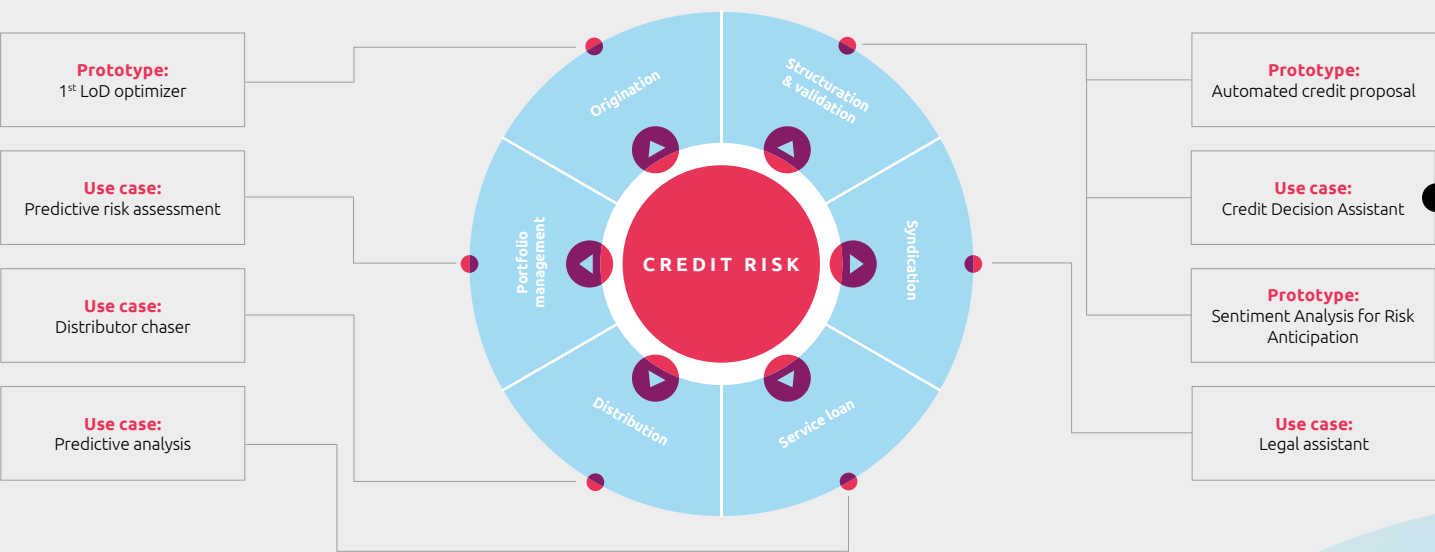 Prototype:
1st LoD optimizer
Use case:
Predictive risk assessment
Use case:
Distributor chaser
Use case:
Predictive analysis
Origination
Structuration
& validation
Portfolio
management
CREDIT RISK
Syndication
Distribution
Service loan
Prototype:
Automated credit proposal
Use case:
Credit Decision Assistant
Prototype:
Sentiment Analysis for Risk
Anticipation
Use case:
Legal assistant